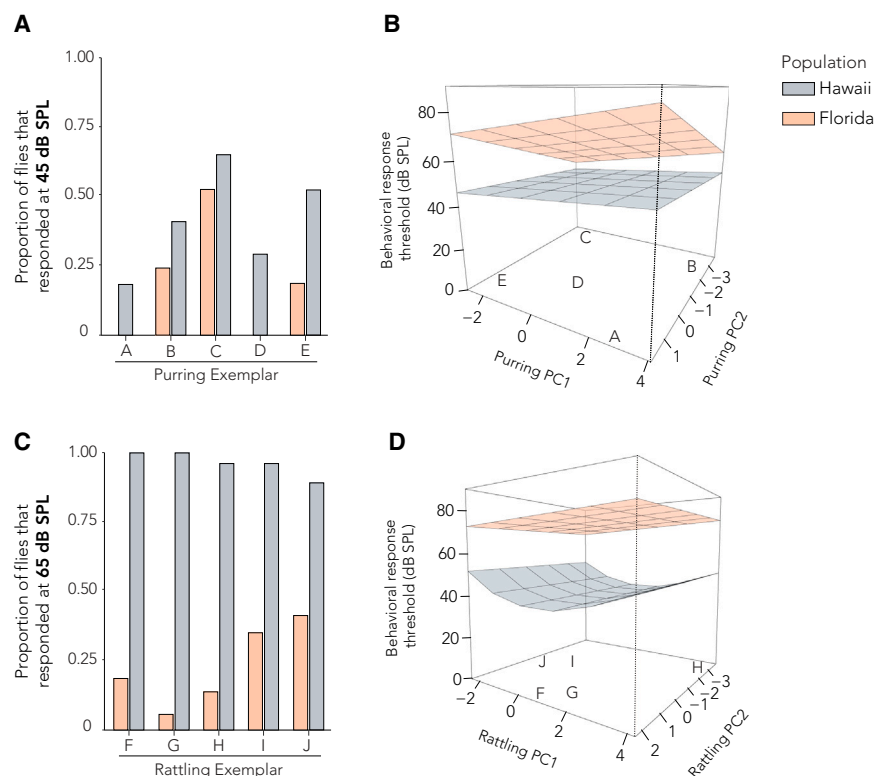 A
Proportion of flies that
responded at 45 dB SPL
1.00
0.75
0.50
0.25
0
A B C D E
Purring Exemplar
B
Behavioral response
threshold (dB SPL)
80
60
40
20
0
−2
0
2
4
Purring PC1
1
0
−1
−2
−3
Purring PC2
A
B
C
D
E
Population
Hawaii
Florida
C
Proportion of flies that
responded at 65 dB SPL
1.00
0.75
0.50
0.25
0
F G H I J
Rattling Exemplar
D
Behavioral response
threshold (dB SPL)
80
60
40
20
0
−2
0
2
4
Rattling PC1
2
1
0
−1
−2
−3
Rattling PC2
J I
H
F G